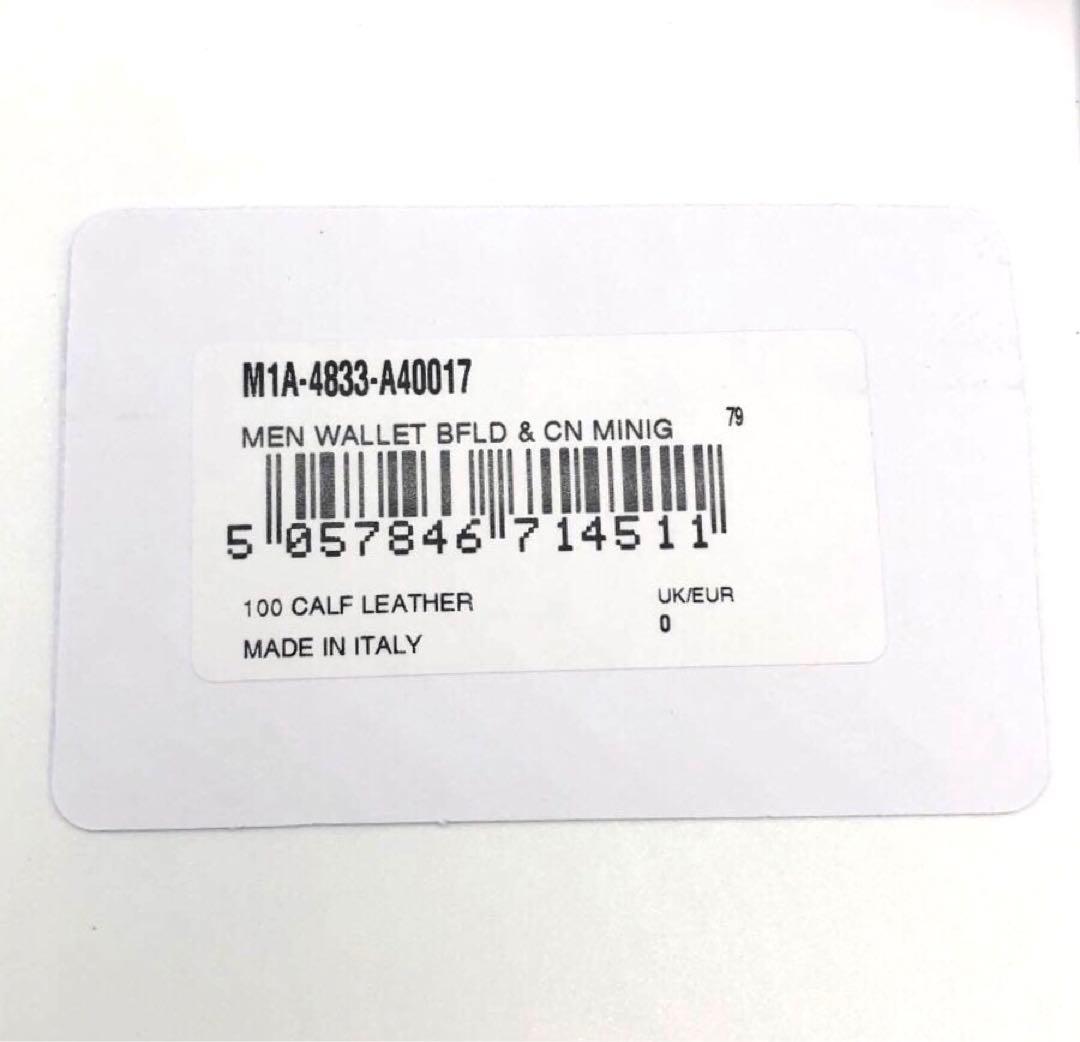 M1A-4833-A40017
MEN WALLET BFLD & CN MINIG 79
5 057846 714511
100 CALF LEATHER UK/EUR
MADE IN ITALY 0